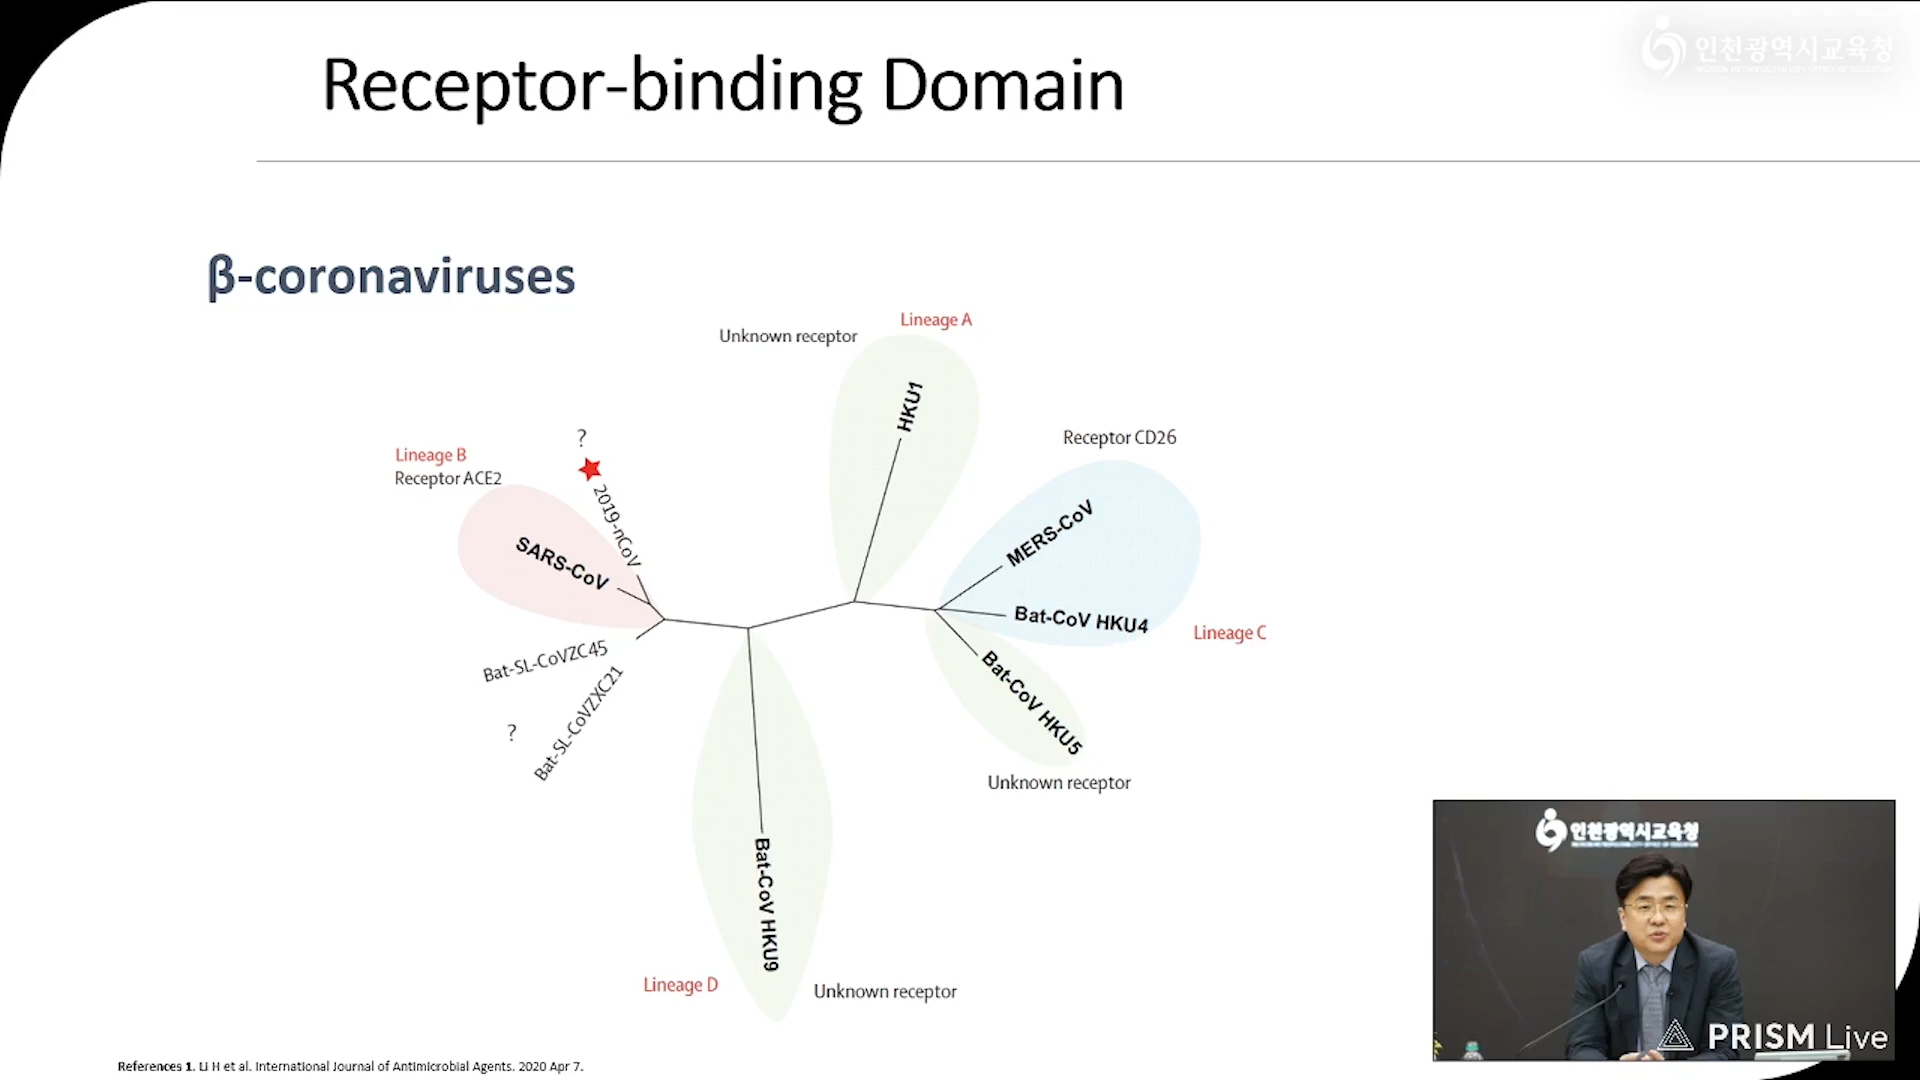 Receptor-binding Domain
인천광역시교육청
β-coronaviruses
Lineage A
Unknown receptor
HKU1
Receptor CD26
?
Lineage B
Receptor ACE2
2019-nCoV
SARS-CoV
MERS-CoV
Bat-CoV HKU4
Lineage C
Bat-SL-CoVZC45
Bat-SL-CoVZXC21
?
Bat-CoV HKU5
Unknown receptor
Bat-CoV HKU9
Lineage D
Unknown receptor
인천광역시교육청
PRISM Live
References 1. Li H et al. International Journal of Antimicrobial Agents. 2020 Apr 7.